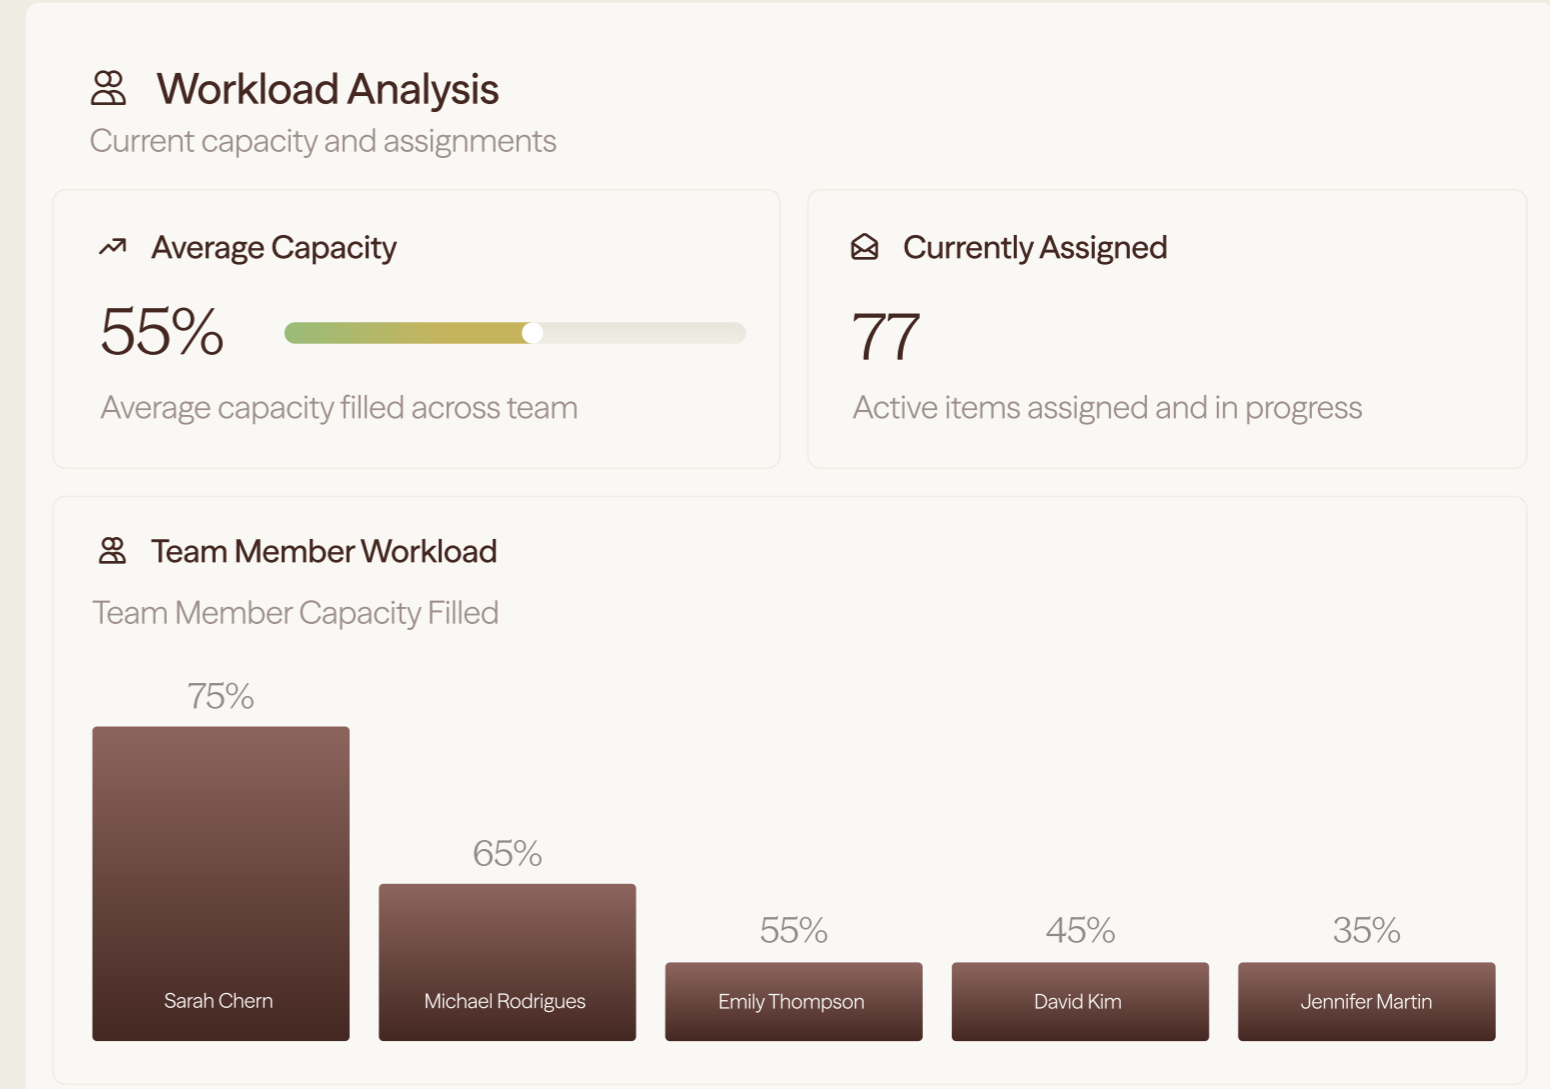 Workload Analysis
Current capacity and assignments
Average Capacity
55%
Average capacity filled across team
Currently Assigned
77
Active items assigned and in progress
Team Member Workload
Team Member Capacity Filled
75%
65%
55%
45%
35%
Sarah Chern
Michael Rodrigues
Emily Thompson
David Kim
Jennifer Martin